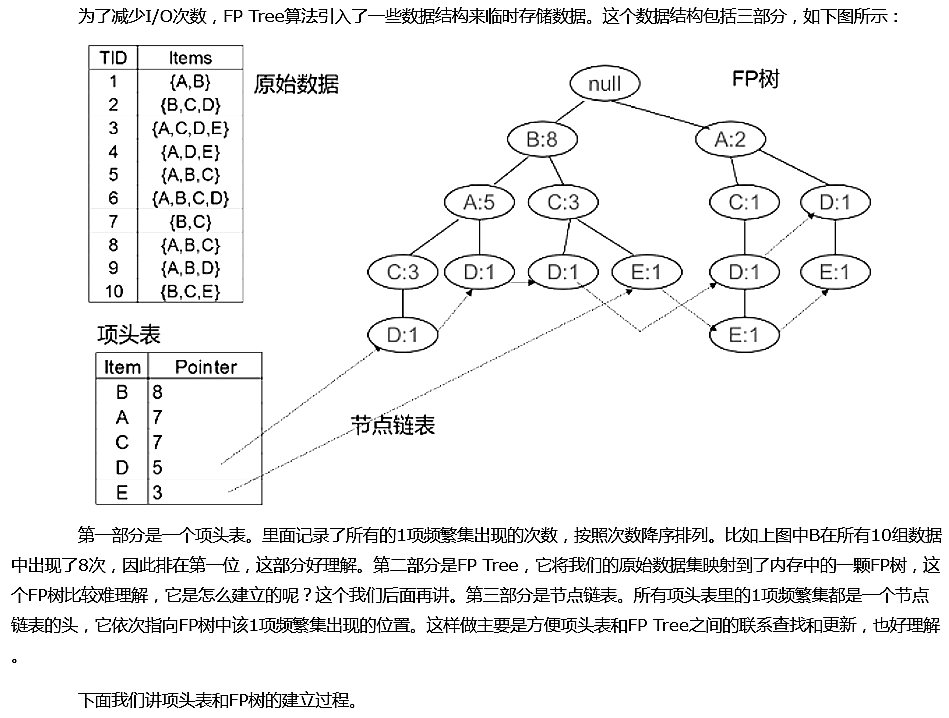 为了减少I/O次数，FP Tree算法引入了一些数据结构来临时存储数据。这个数据结构包括三部分，如下图所示：
TID Items
1 {A,B}
2 {B,C,D}
3 {A,C,D,E}
4 {A,D,E}
5 {A,B,C}
6 {A,B,C,D}
7 {B,C}
8 {A,B,C}
9 {A,B,D}
10 {B,C,E}
原始数据
FP树
null
B:8 A:2
A:5 C:3 C:1 D:1
C:3 D:1 D:1 E:1 D:1 E:1
D:1 E:1
项头表
Item Pointer
B 8
A 7
C 7
D 5
E 3
节点链表
第一部分是一个项头表。里面记录了所有的1项频繁集出现的次数，按照次数降序排列。比如上图中B在所有10组数据
中出现了8次，因此排在第一位，这部分好理解。第二部分是FP Tree，它将我们的原始数据集映射到了内存中的一颗FP树，这
个FP树比较难理解，它是怎么建立的呢？这个我们后面再讲。第三部分是节点链表。所有项头表里的1项频繁集都是一个节点
链表的头，它依次指向FP树中该1项频繁集出现的位置。这样做主要是方便项头表和FP Tree之间的联系查找和更新，也好理解
。
下面我们讲项头表和FP树的建立过程。